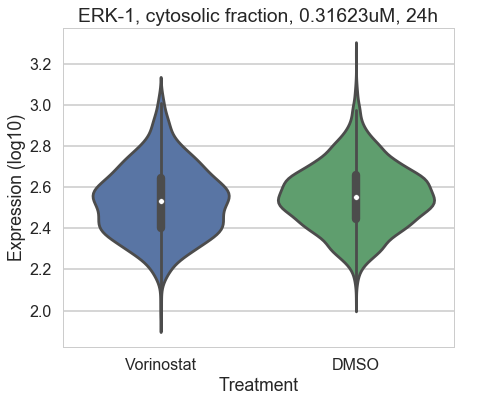 ERK-1, cytosolic fraction, 0.31623uM, 24h
Expression (log10)
3.2
3.0
2.8
2.6
2.4
2.2
2.0
Vorinostat DMSO
Treatment